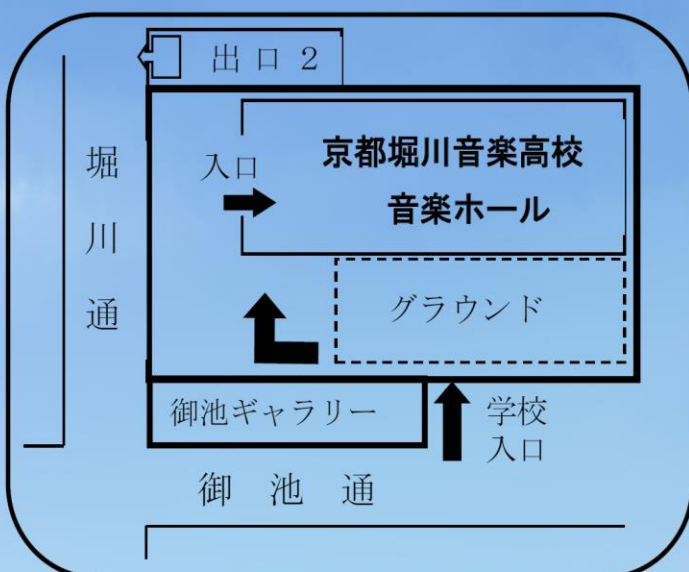 出口2
堀川通
入口
京都堀川音楽高校
音楽ホール
グラウンド
御池ギャラリー
学校
入口
御池通